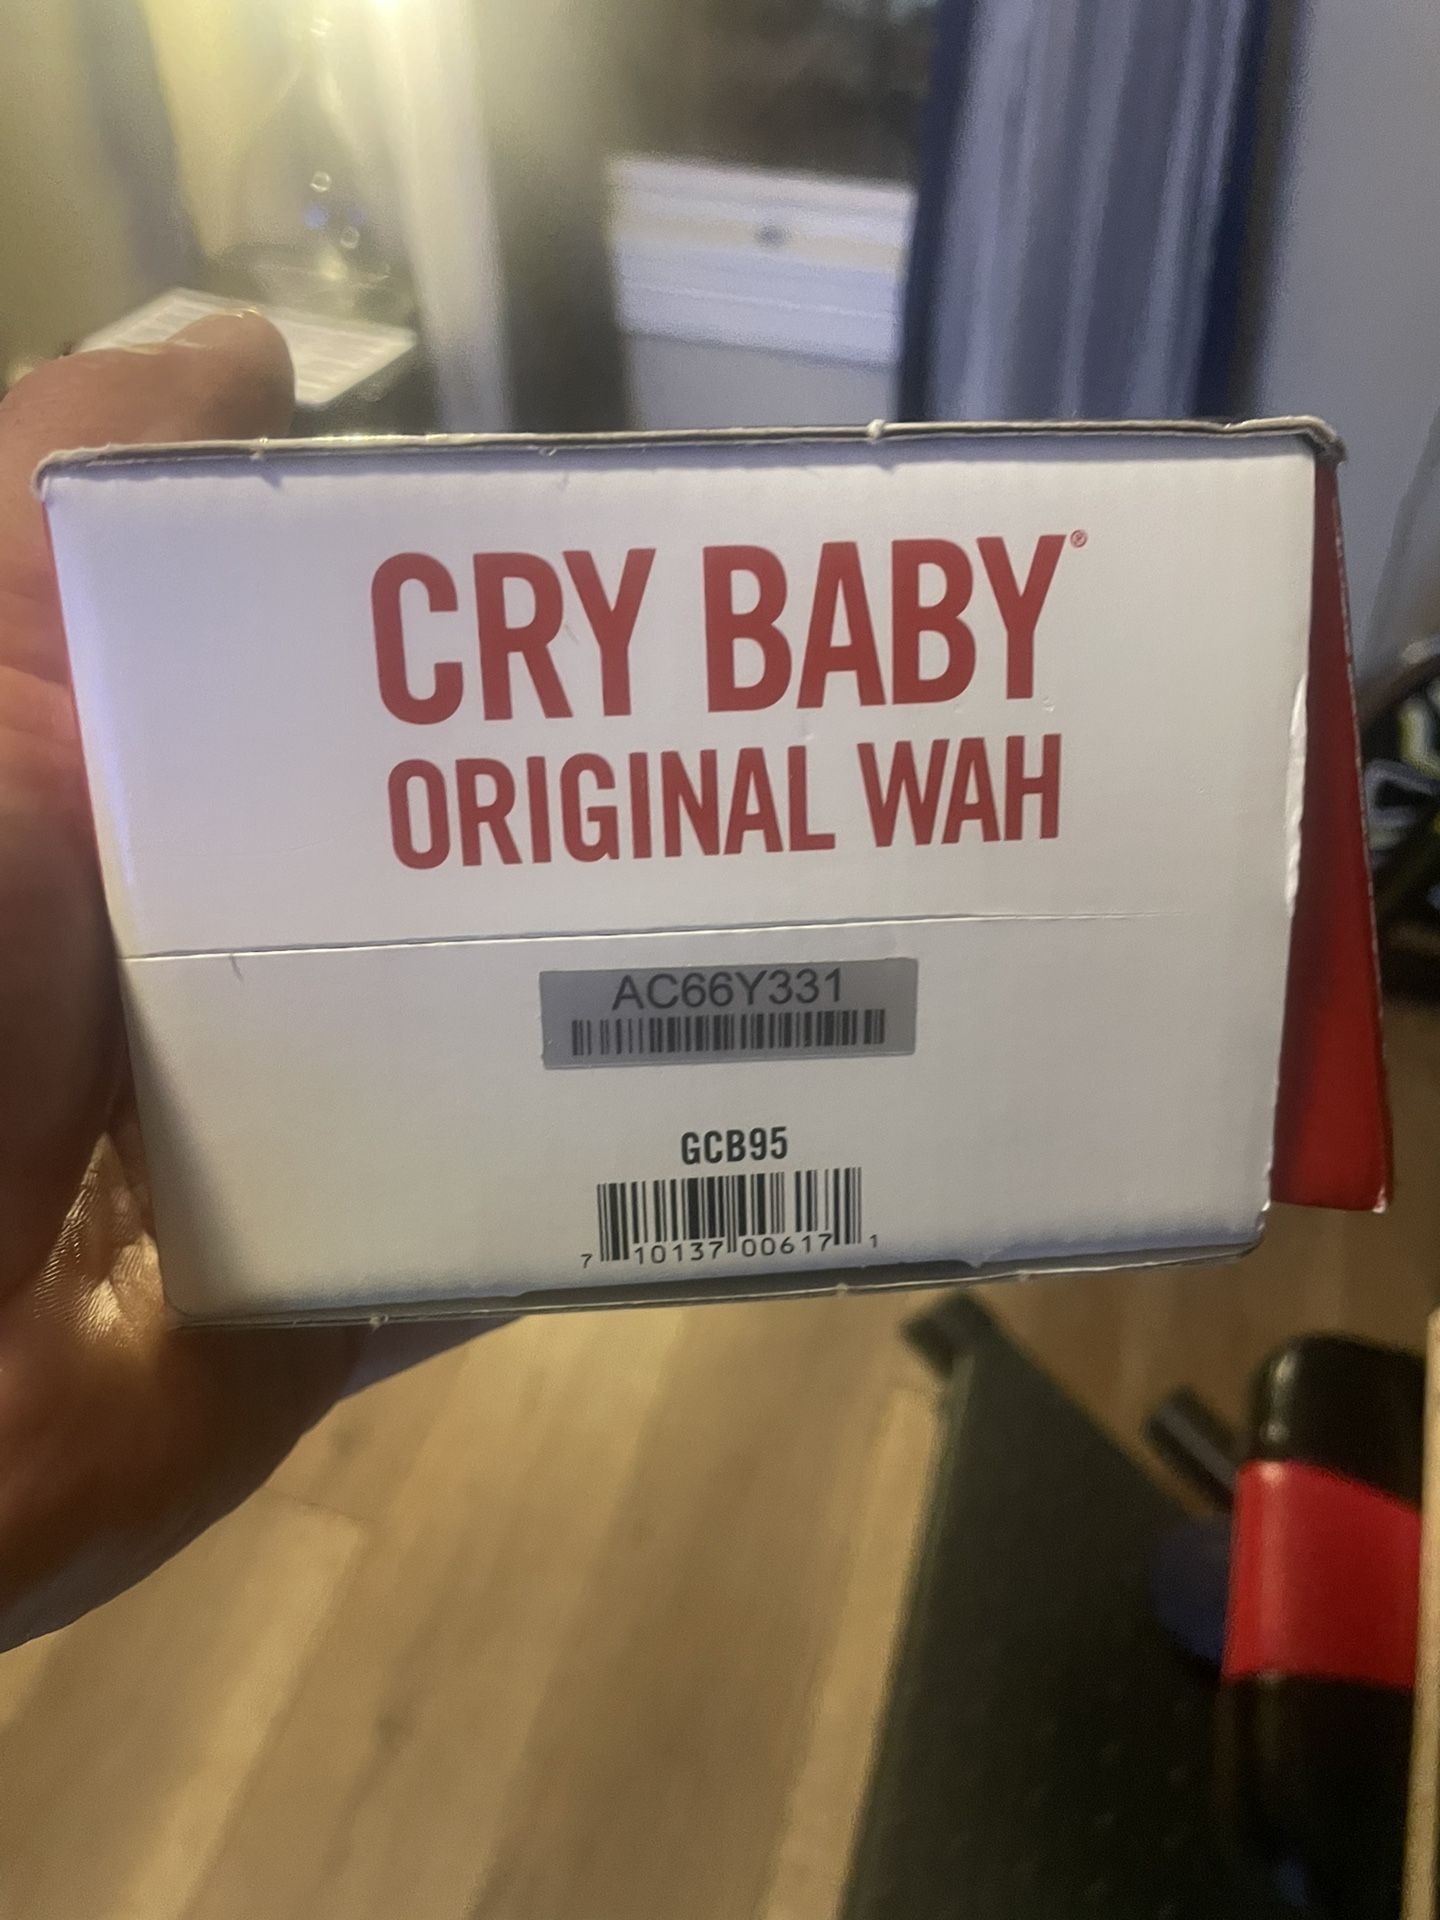 CRY BABY®
ORIGINAL WAH
AC66Y331
GCB95
7 10137 00617 1